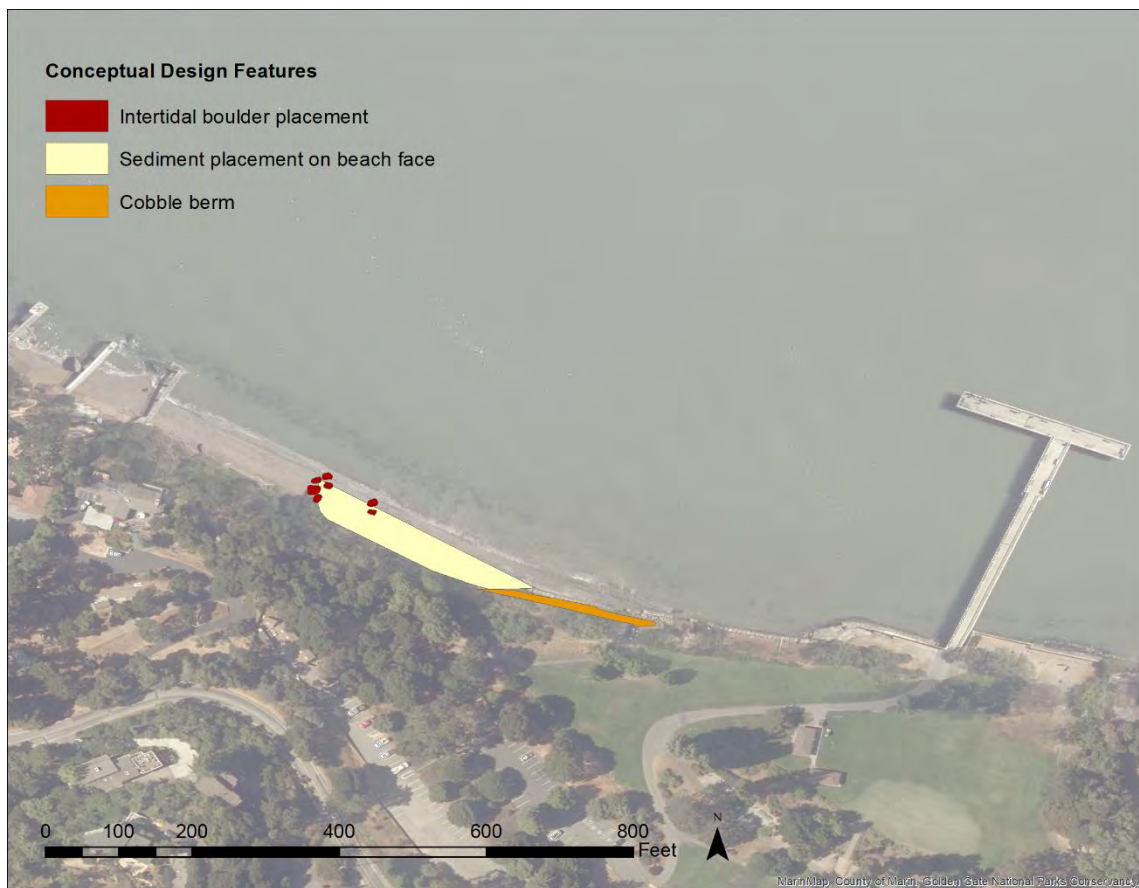 Conceptual Design Features
Intertidal boulder placement
Sediment placement on beach face
Cobble berm
0 100 200 400 600 800
Feet
N
MarinMap, County of Marin, Golden Gate National Parks Conservancy